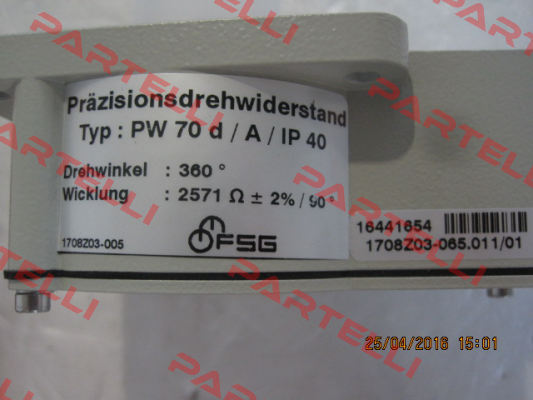 Präzisionsdrehwiderstand
Typ : PW 70 d / A / IP 40
Drehwinkel : 360 °
Wicklung : 2571 Ω ± 2% / 90°
1708Z03-005
FSG
16441654
1708Z03-065.011/01
25/04/2016 15:01
PARTELLI
PARTELLI
PARTELLI
PARTELLI
PARTELLI
PARTELLI